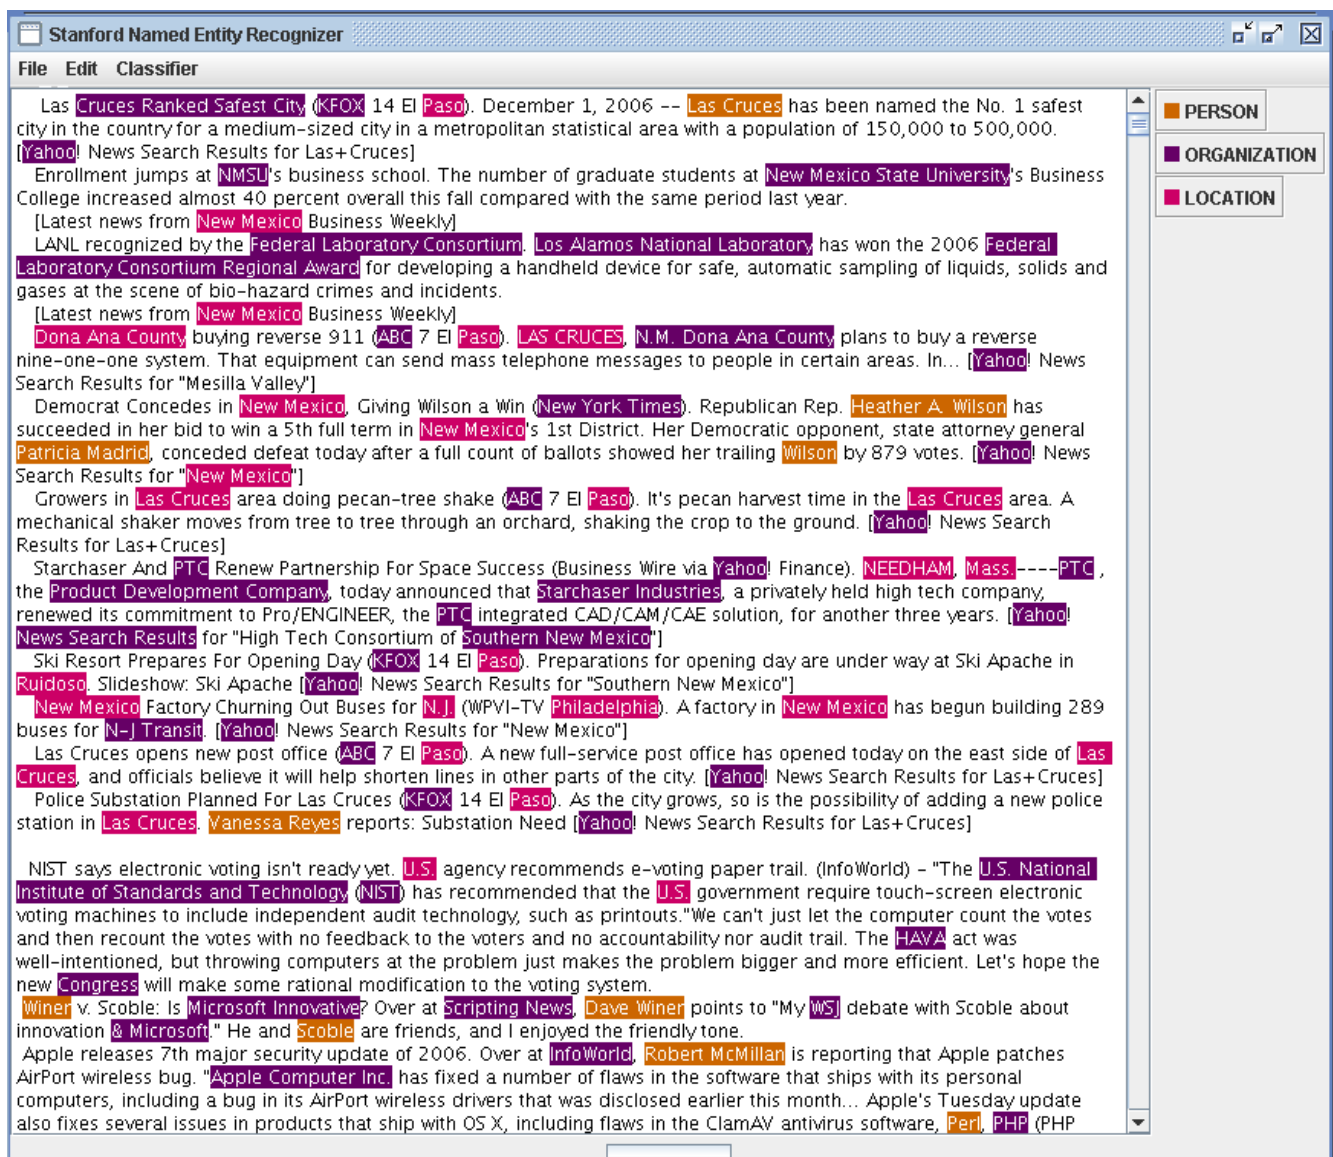 Stanford Named Entity Recognizer
File Edit Classifier
Las Cruces Ranked Safest City (KFOX 14 El Paso). December 1, 2006 -- Las Cruces has been named the No. 1 safest
city in the country for a medium-sized city in a metropolitan statistical area with a population of 150,000 to 500,000.
[Yahoo! News Search Results for Las+Cruces]
Enrollment jumps at NMSU's business school. The number of graduate students at New Mexico State University's Business
College increased almost 40 percent overall this fall compared with the same period last year.
[Latest news from New Mexico Business Weekly]
LANL recognized by the Federal Laboratory Consortium. Los Alamos National Laboratory has won the 2006 Federal
Laboratory Consortium Regional Award for developing a handheld device for safe, automatic sampling of liquids, solids and
gases at the scene of bio-hazard crimes and incidents.
[Latest news from New Mexico Business Weekly]
Dona Ana County buying reverse 911 (ABC 7 El Paso). LAS CRUCES, N.M. Dona Ana County plans to buy a reverse
nine-one-one system. That equipment can send mass telephone messages to people in certain areas. In... [Yahoo! News
Search Results for "Mesilla Valley"]
Democrat Concedes in New Mexico, Giving Wilson a Win (New York Times). Republican Rep. Heather A. Wilson has
succeeded in her bid to win a 5th full term in New Mexico's 1st District. Her Democratic opponent, state attorney general
Patricia Madrid, conceded defeat today after a full count of ballots showed her trailing Wilson by 879 votes. [Yahoo! News
Search Results for "New Mexico"]
Growers in Las Cruces area doing pecan-tree shake (ABC 7 El Paso). It's pecan harvest time in the Las Cruces area. A
mechanical shaker moves from tree to tree through an orchard, shaking the crop to the ground. [Yahoo! News Search
Results for Las+Cruces]
Starchaser And PTC Renew Partnership For Space Success (Business Wire via Yahoo! Finance). NEEDHAM, Mass.----PTC ,
the Product Development Company, today announced that Starchaser Industries, a privately held high tech company,
renewed its commitment to Pro/ENGINEER, the PTC integrated CAD/CAM/CAE solution, for another three years. [Yahoo!
News Search Results for "High Tech Consortium of Southern New Mexico"]
Ski Resort Prepares For Opening Day (KFOX 14 El Paso). Preparations for opening day are under way at Ski Apache in
Ruidoso. Slideshow: Ski Apache [Yahoo! News Search Results for "Southern New Mexico"]
New Mexico Factory Churning Out Buses for N.J. (WPVI-TV Philadelphia). A factory in New Mexico has begun building 289
buses for N-J Transit. [Yahoo! News Search Results for "New Mexico"]
Las Cruces opens new post office (ABC 7 El Paso). A new full-service post office has opened today on the east side of Las
Cruces, and officials believe it will help shorten lines in other parts of the city. [Yahoo! News Search Results for Las+Cruces]
Police Substation Planned For Las Cruces (KFOX 14 El Paso). As the city grows, so is the possibility of adding a new police
station in Las Cruces. Vanessa Reyes reports: Substation Need [Yahoo! News Search Results for Las+Cruces]
NIST says electronic voting isn't ready yet. U.S. agency recommends e-voting paper trail. (InfoWorld) - "The U.S. National
Institute of Standards and Technology (NIST) has recommended that the U.S. government require touch-screen electronic
voting machines to include independent audit technology, such as printouts."We can't just let the computer count the votes
and then recount the votes with no feedback to the voters and no accountability nor audit trail. The HAVA act was
well-intentioned, but throwing computers at the problem just makes the problem bigger and more efficient. Let's hope the
new Congress will make some rational modification to the voting system.
Winer v. Scoble: Is Microsoft Innovative? Over at Scripting News, Dave Winer points to "My WSJ debate with Scoble about
innovation & Microsoft." He and Scoble are friends, and I enjoyed the friendly tone.
Apple releases 7th major security update of 2006. Over at InfoWorld, Robert McMillan is reporting that Apple patches
AirPort wireless bug. "Apple Computer Inc. has fixed a number of flaws in the software that ships with its personal
computers, including a bug in its AirPort wireless drivers that was disclosed earlier this month... Apple's Tuesday update
also fixes several issues in products that ship with OS X, including flaws in the ClamAV antivirus software, Perl, PHP (PHP
PERSON
ORGANIZATION
LOCATION